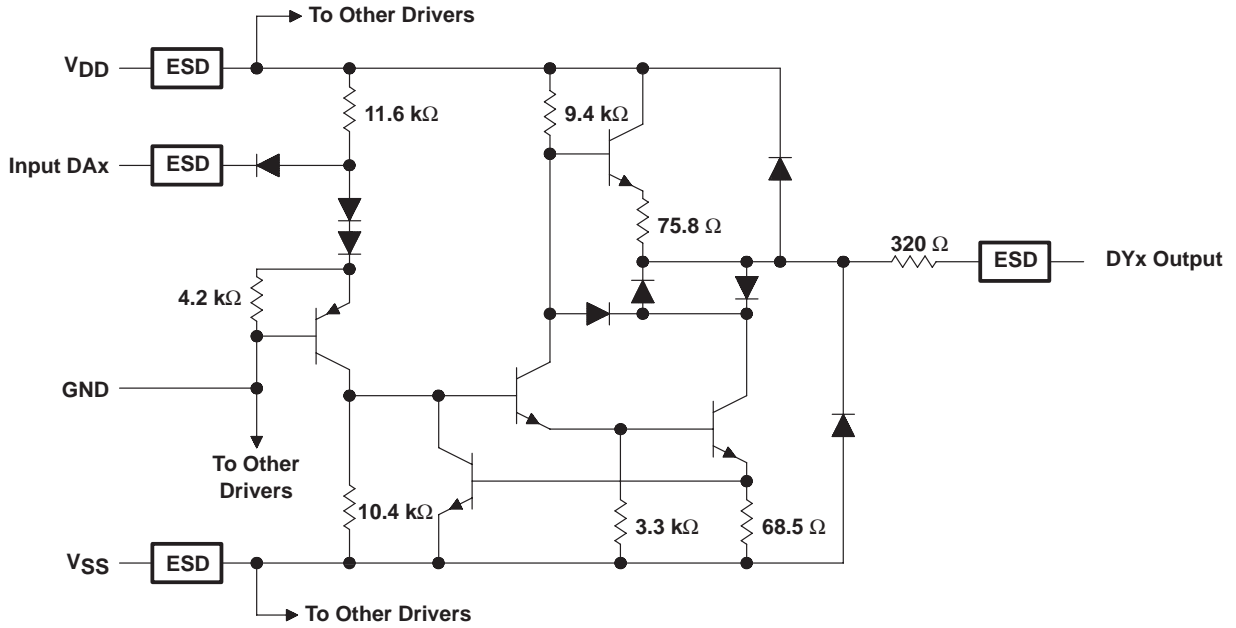 To Other Drivers
VDD
ESD
11.6 kΩ
9.4 kΩ
Input DAx
ESD
75.8 Ω
320 Ω
ESD
DYx Output
4.2 kΩ
GND
To Other
Drivers
10.4 kΩ
3.3 kΩ
68.5 Ω
VSS
ESD
To Other Drivers